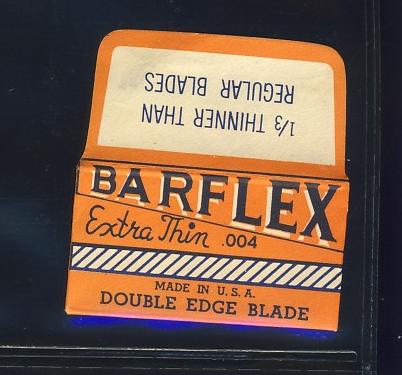 1/3 THINNER THAN
REGULAR BLADES
BARFLEX
Extra Thin .004
MADE IN U.S.A.
DOUBLE EDGE BLADE